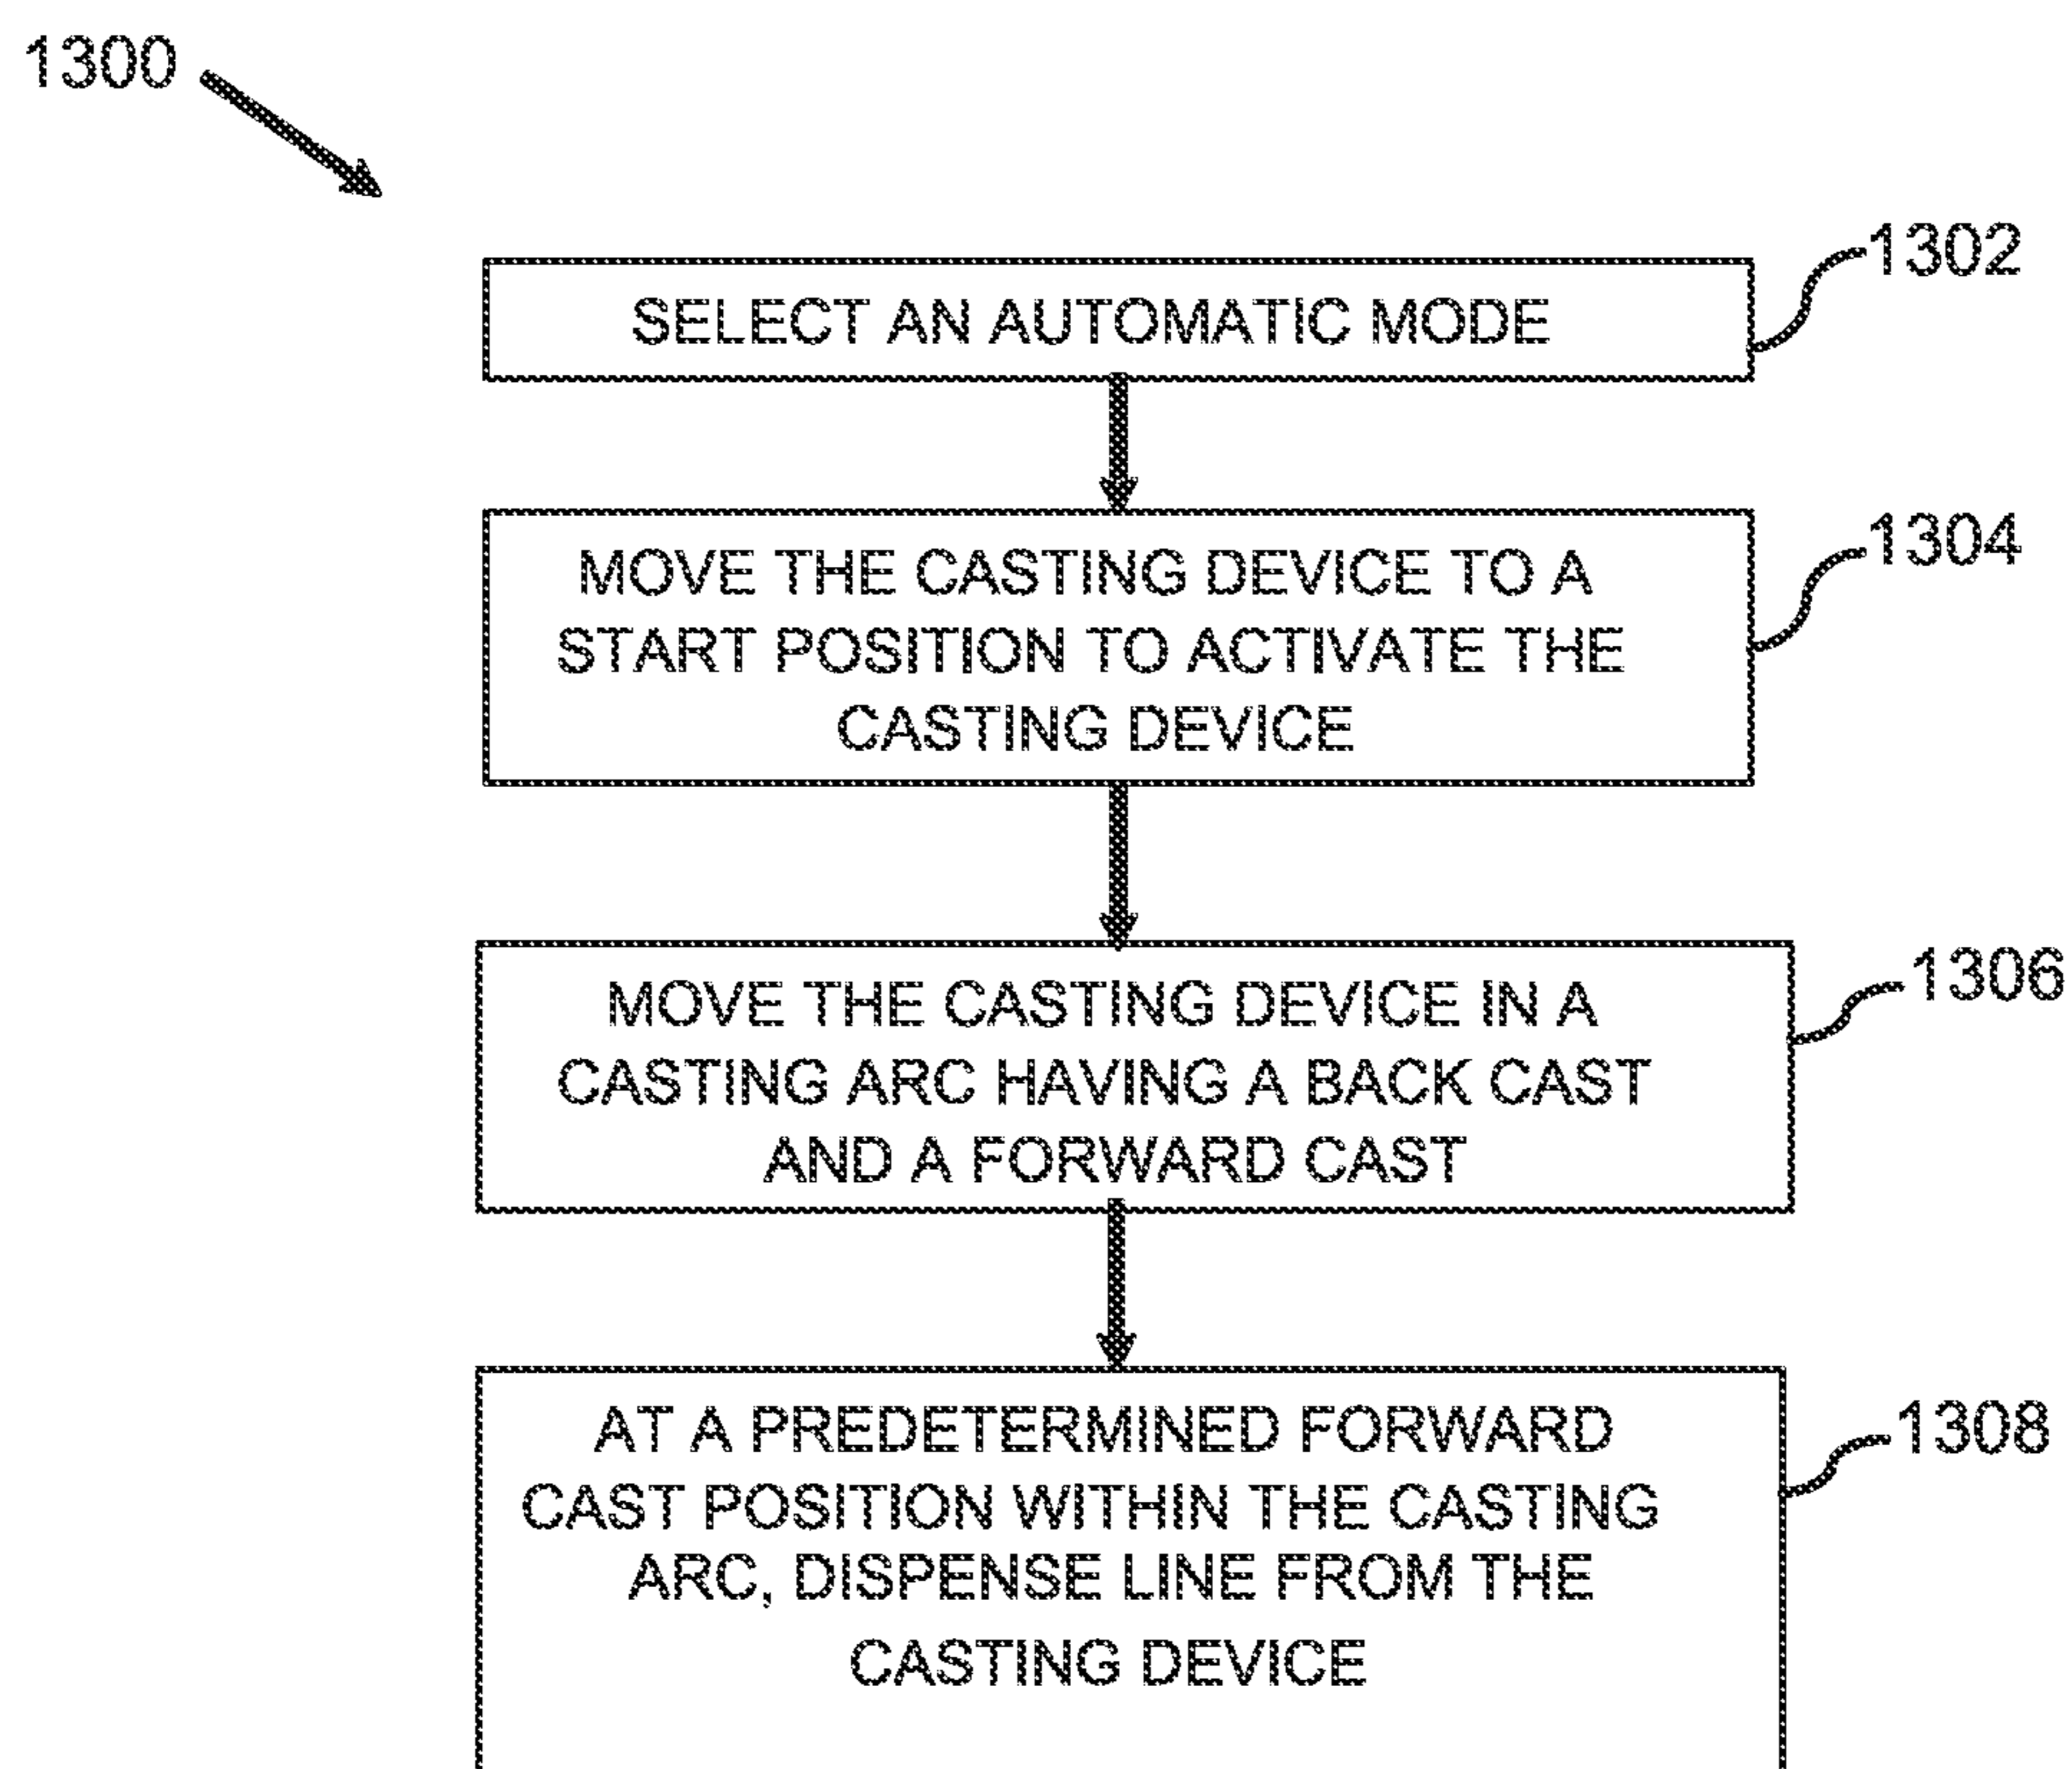 1300
1302
SELECT AN AUTOMATIC MODE
1304
MOVE THE CASTING DEVICE TO A
START POSITION TO ACTIVATE THE
CASTING DEVICE
1306
MOVE THE CASTING DEVICE IN A
CASTING ARC HAVING A BACK CAST
AND A FORWARD CAST
1308
AT A PREDETERMINED FORWARD
CAST POSITION WITHIN THE CASTING
ARC, DISPENSE LINE FROM THE
CASTING DEVICE